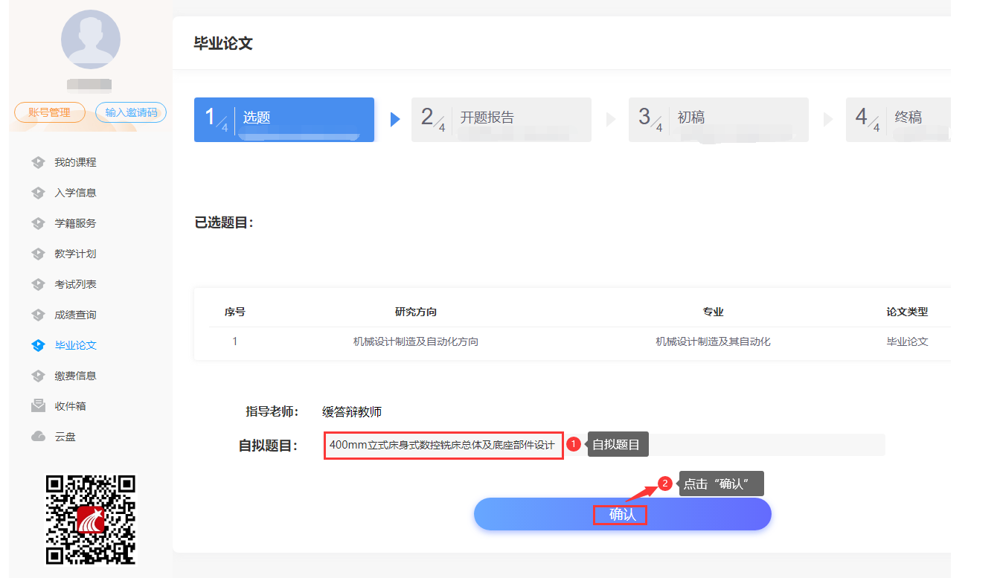 账号管理 输入邀请码
我的课程
入学信息
学籍服务
教学计划
考试列表
成绩查询
毕业论文
缴费信息
收件箱
云盘
毕业论文
1/4 选题
2/4 开题报告
3/4 初稿
4/4 终稿
已选题目：
序号 研究方向 专业 论文类型
1 机械设计制造及自动化方向 机械设计制造及其自动化 毕业论文
指导老师： 缓答辩教师
自拟题目： 400mm立式床身式数控铣床总体及底座部件设计 1 自拟题目
2 点击“确认”
确认